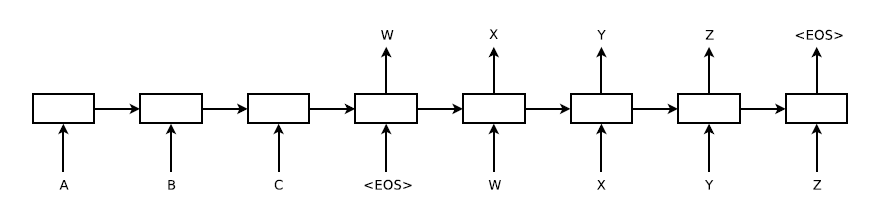 W X Y Z <EOS>
A B C <EOS> W X Y Z